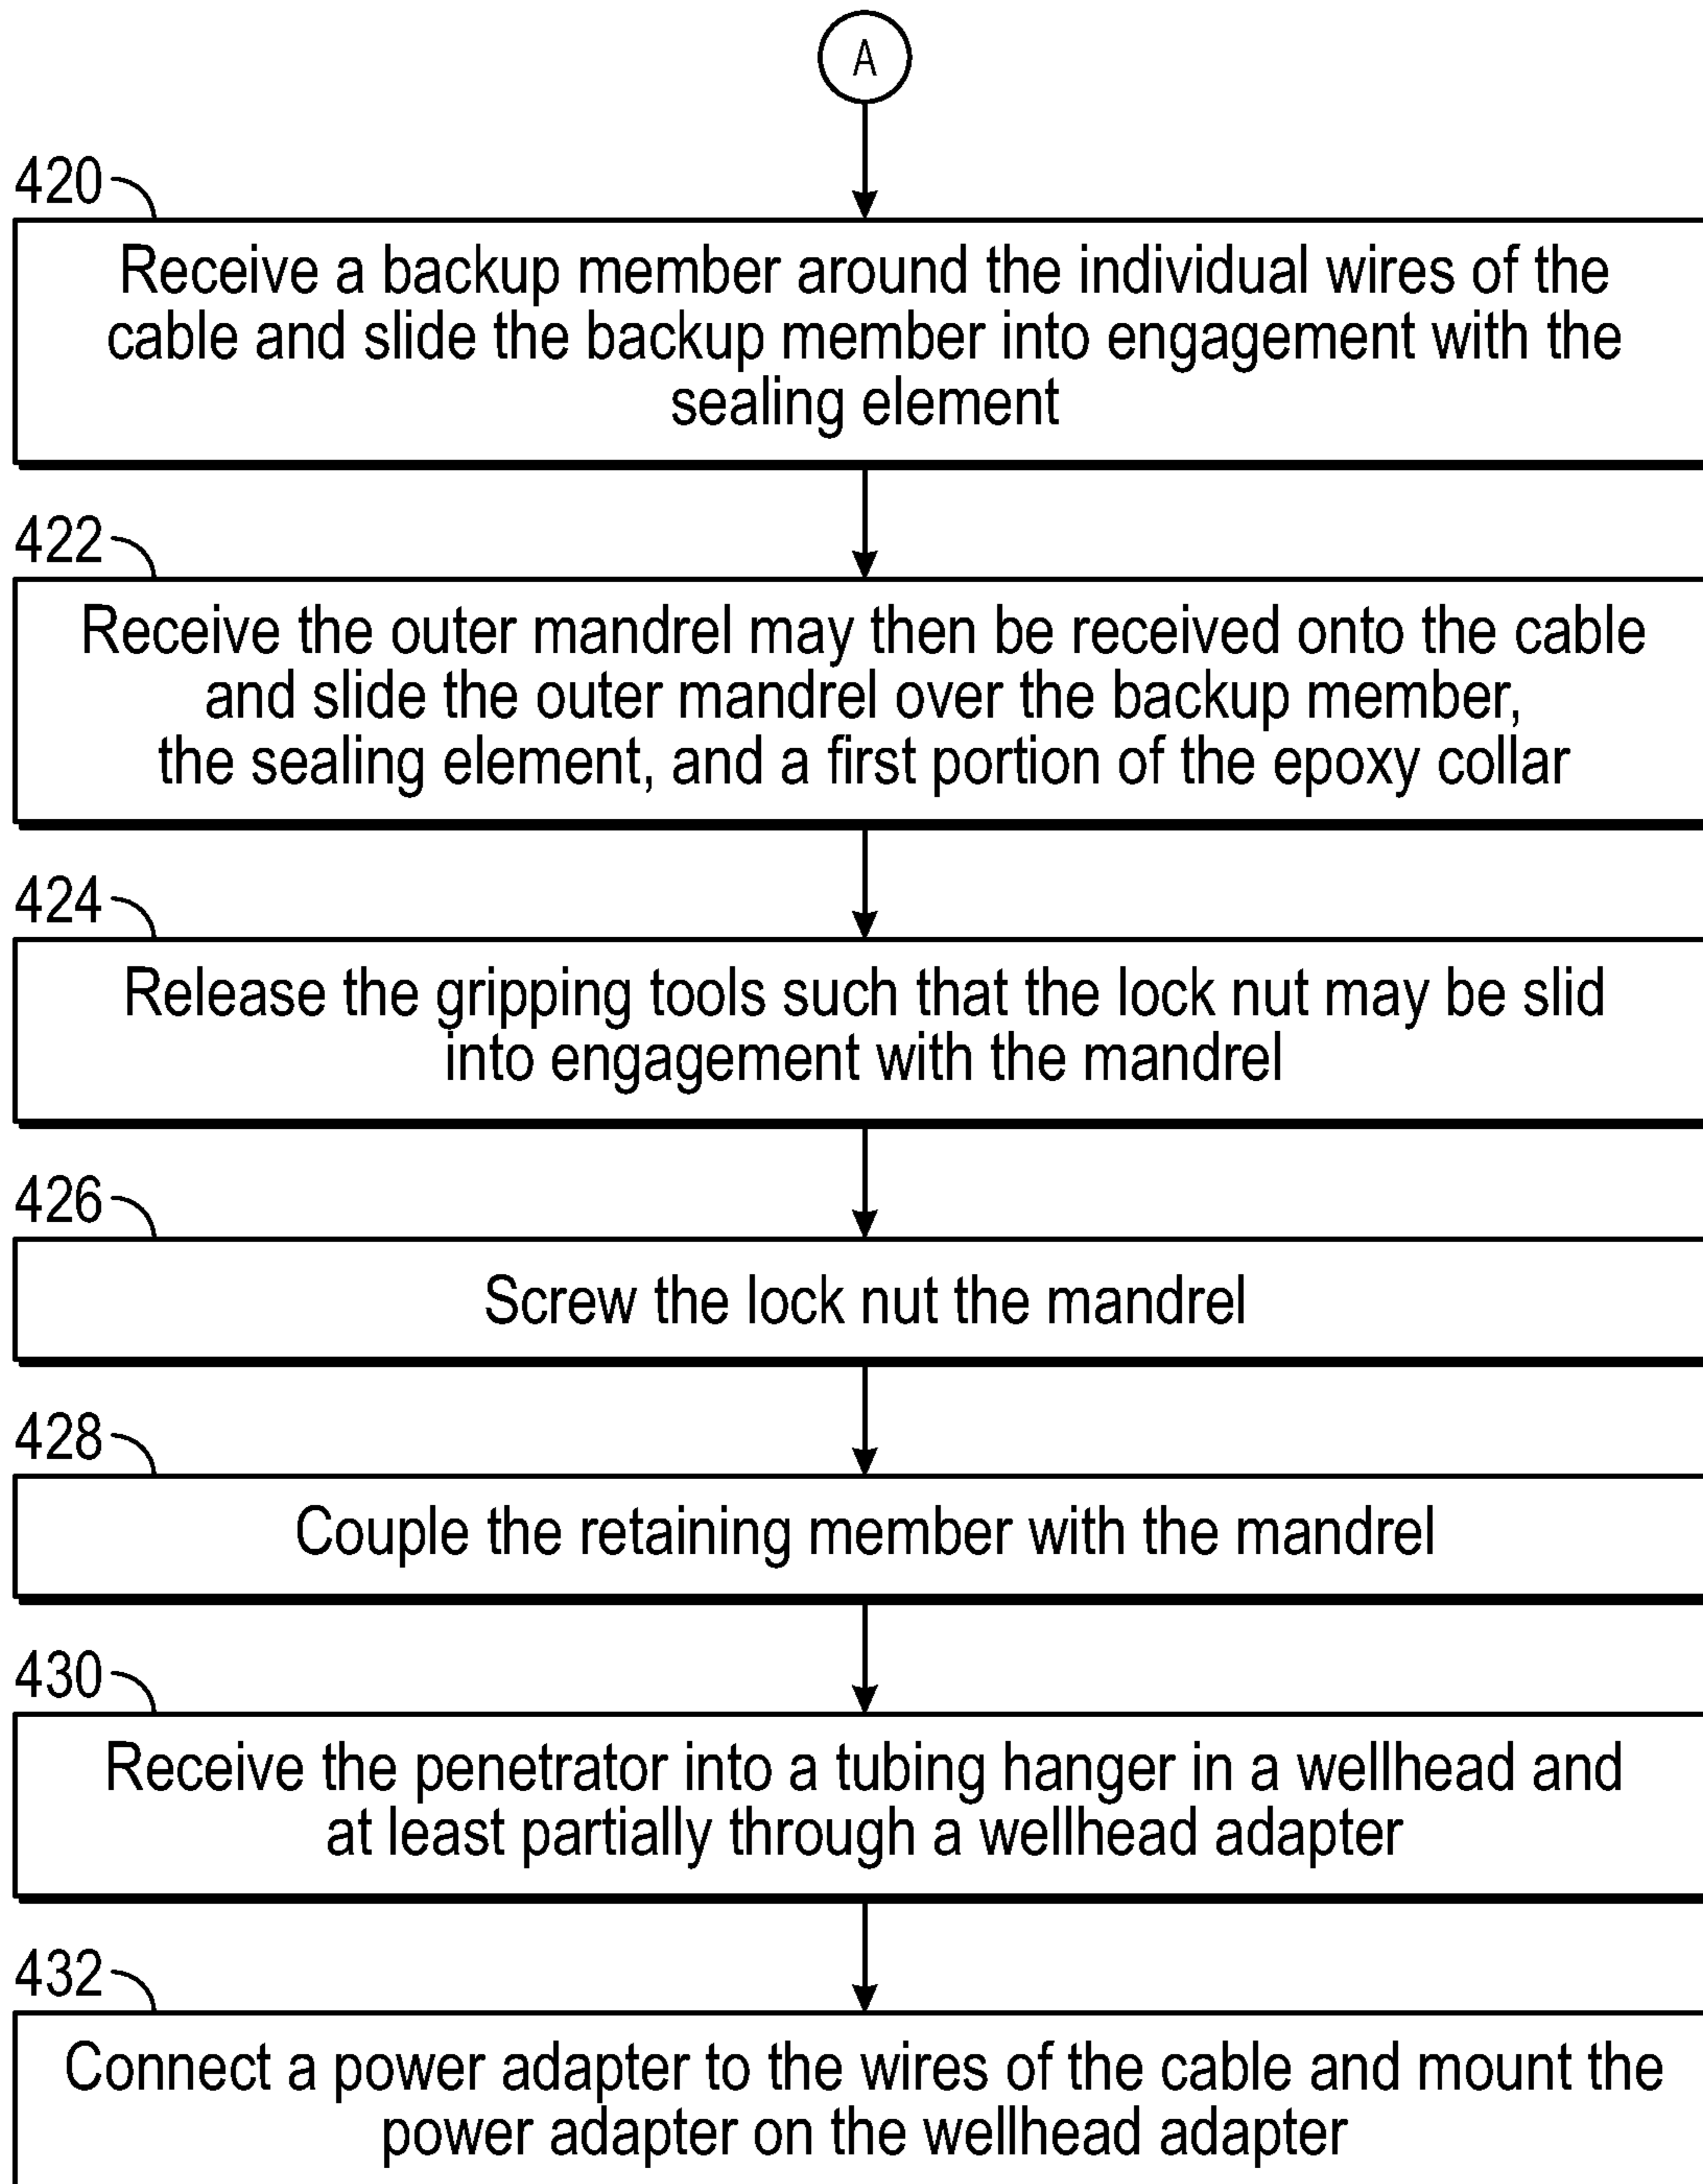 A
420
Receive a backup member around the individual wires of the
cable and slide the backup member into engagement with the
sealing element
422
Receive the outer mandrel may then be received onto the cable
and slide the outer mandrel over the backup member,
the sealing element, and a first portion of the epoxy collar
424
Release the gripping tools such that the lock nut may be slid
into engagement with the mandrel
426
Screw the lock nut the mandrel
428
Couple the retaining member with the mandrel
430
Receive the penetrator into a tubing hanger in a wellhead and
at least partially through a wellhead adapter
432
Connect a power adapter to the wires of the cable and mount the
power adapter on the wellhead adapter